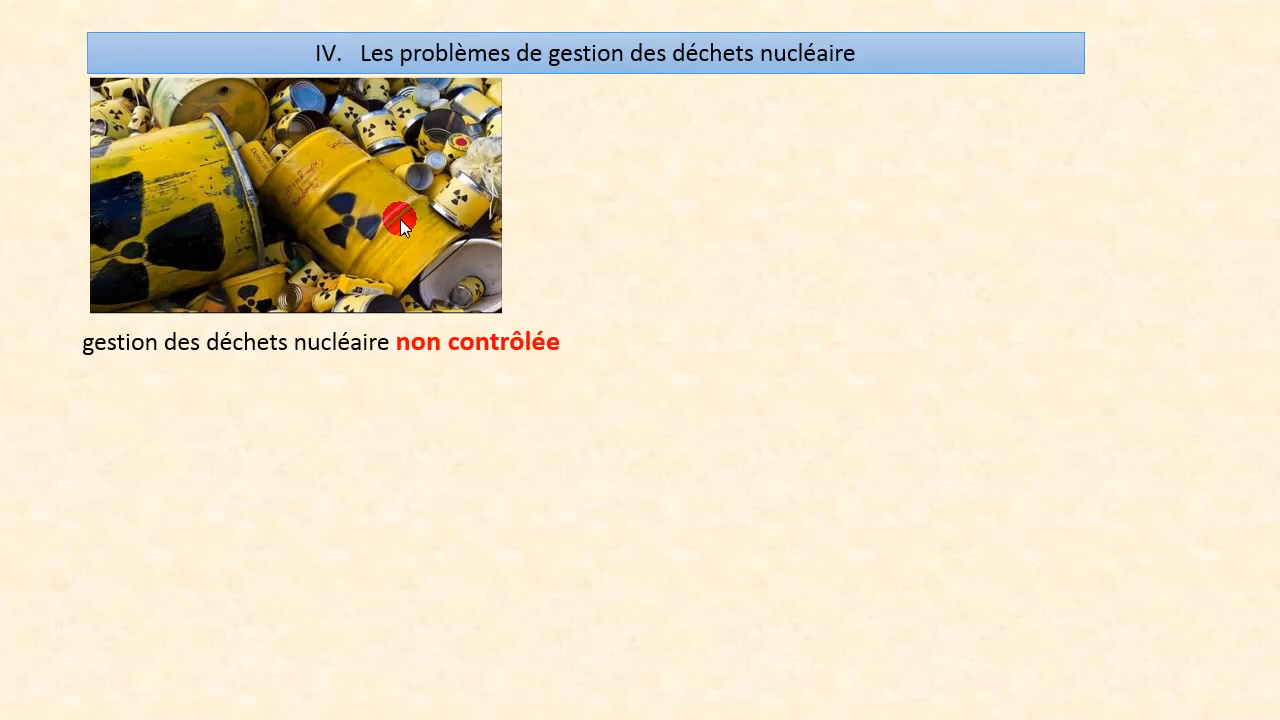 IV. Les problèmes de gestion des déchets nucléaire
gestion des déchets nucléaire non contrôlée